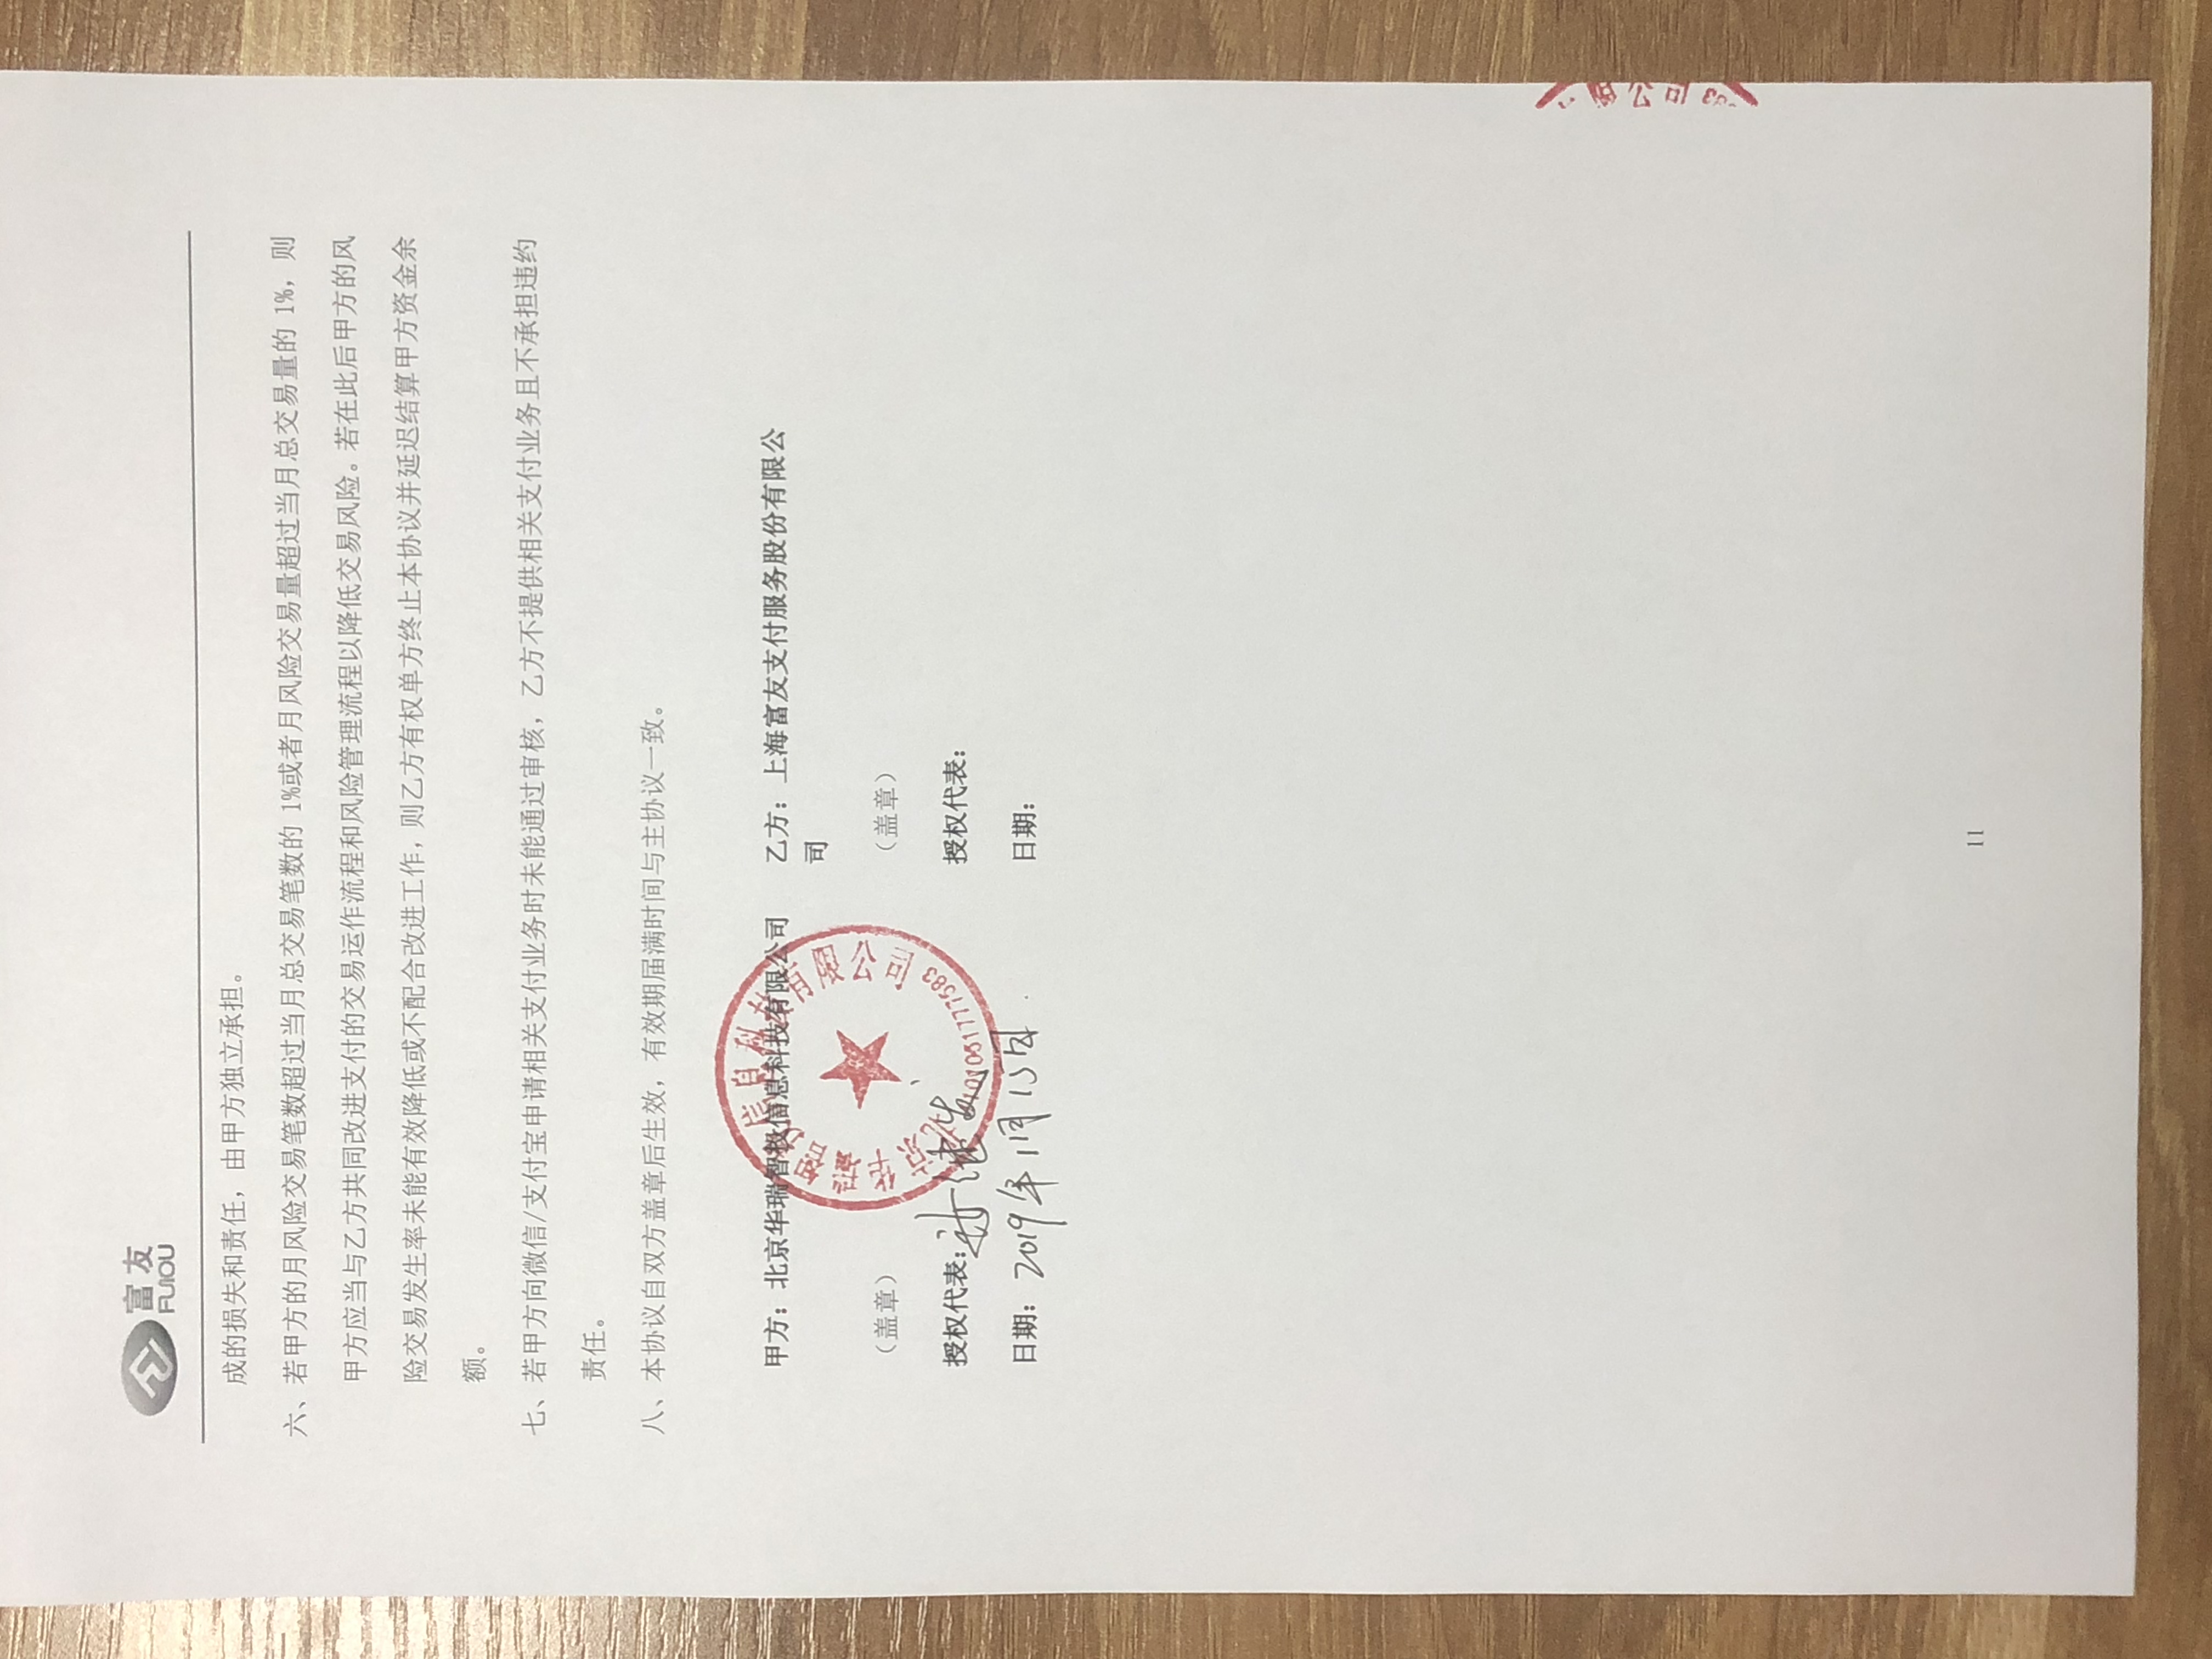 富友
FUIOU
成的损失和责任，由甲方独立承担。
六、若甲方的月风险交易笔数超过当月总交易笔数的 1%或者月风险交易量超过当月总交易量的 1%，则
甲方应当与乙方共同改进支付的交易运作流程和风险管理流程以降低交易风险。若在此后甲方的风
险交易发生率未能有效降低或不配合改进工作，则乙方有权单方终止本协议并延迟结算甲方资金余
额。
七、若甲方向微信/支付宝申请相关支付业务时未能通过审核，乙方不提供相关支付业务且不承担违约
责任。
八、本协议自双方盖章后生效，有效期届满时间与主协议一致。
甲方：北京华瑞智投信息科技有限公司
乙方：上海富友支付服务股份有限公
司
北京华瑞智投信息科技有限公司
1101051777583
（盖章）
（盖章）
授权代表：
授权代表：
日期：2019年1月15日
日期：
公司
83
11